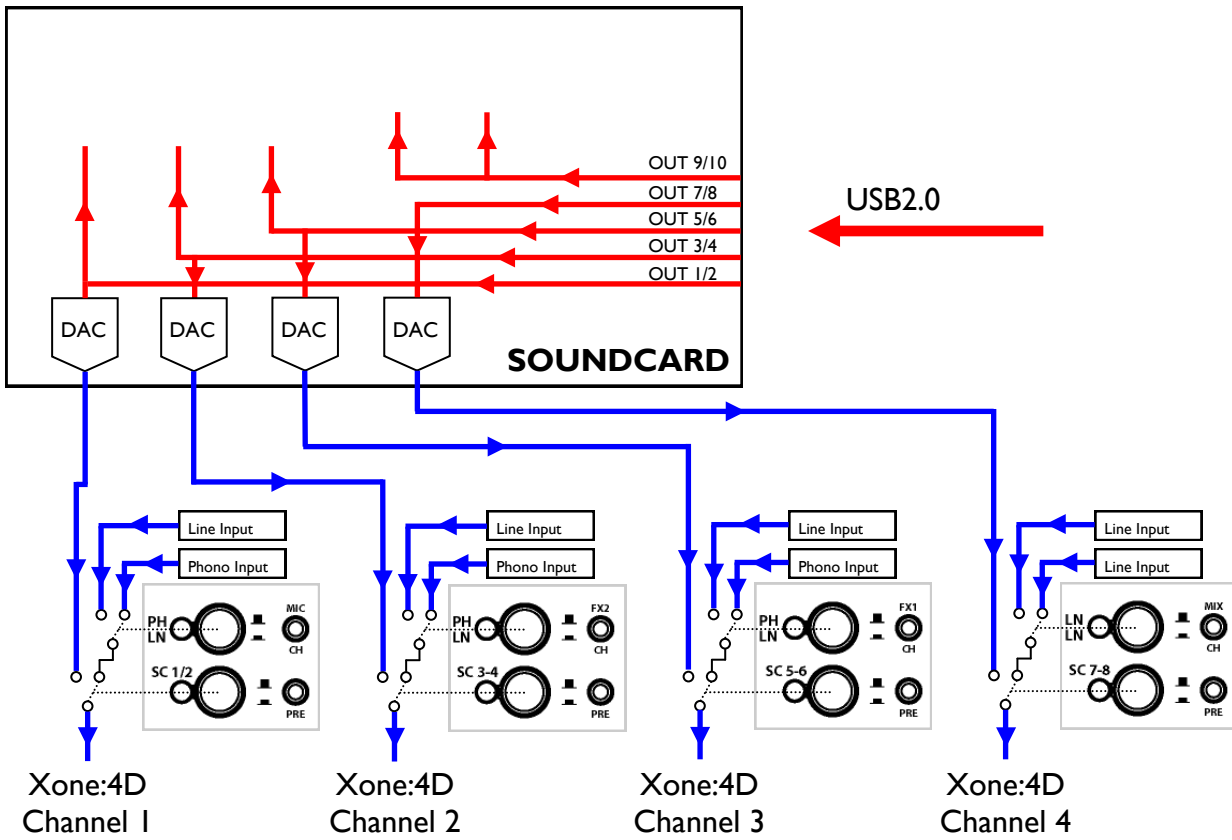 OUT 9/10
OUT 7/8
USB2.0
OUT 5/6
OUT 3/4
OUT 1/2
DAC
DAC
DAC
DAC
SOUNDCARD
Line Input
Line Input
Line Input
Line Input
Phono Input
Phono Input
Phono Input
Line Input
PH
LN
MIC
CH
SC 1/2
PRE
PH
LN
FX2
CH
SC 3-4
PRE
PH
LN
FX1
CH
SC 5-6
PRE
LN
LN
MIX
CH
SC 7-8
PRE
Xone:4D
Channel 1
Xone:4D
Channel 2
Xone:4D
Channel 3
Xone:4D
Channel 4